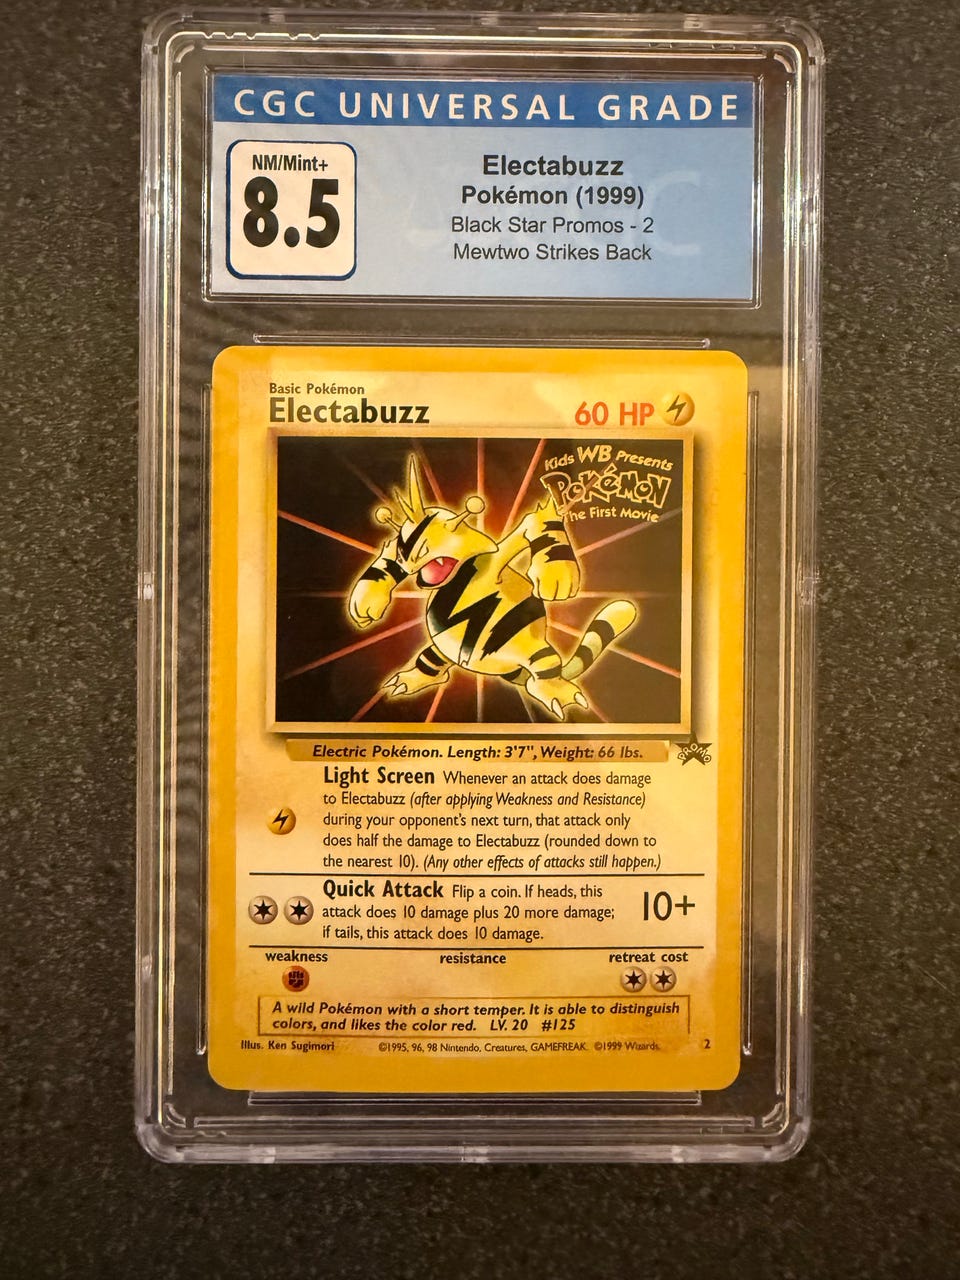 CGC UNIVERSAL GRADE
NM/Mint+
8.5
Electabuzz
Pokémon (1999)
Black Star Promos - 2
Mewtwo Strikes Back
Basic Pokémon
Electabuzz
60 HP
Kids WB Presents
POKéMON
The First Movie
Electric Pokémon. Length: 3'7", Weight: 66 lbs.
PROMO
Light Screen Whenever an attack does damage
to Electabuzz (after applying Weakness and Resistance)
during your opponent's next turn, that attack only
does half the damage to Electabuzz (rounded down to
the nearest 10). (Any other effects of attacks still happen.)
Quick Attack Flip a coin. If heads, this
attack does 10 damage plus 20 more damage;
if tails, this attack does 10 damage.
10+
weakness resistance retreat cost
A wild Pokémon with a short temper. It is able to distinguish
colors, and likes the color red. LV. 20 #125
Illus. Ken Sugimori ©1995, 96, 98 Nintendo, Creatures, GAMEFREAK. ©1999 Wizards. 2